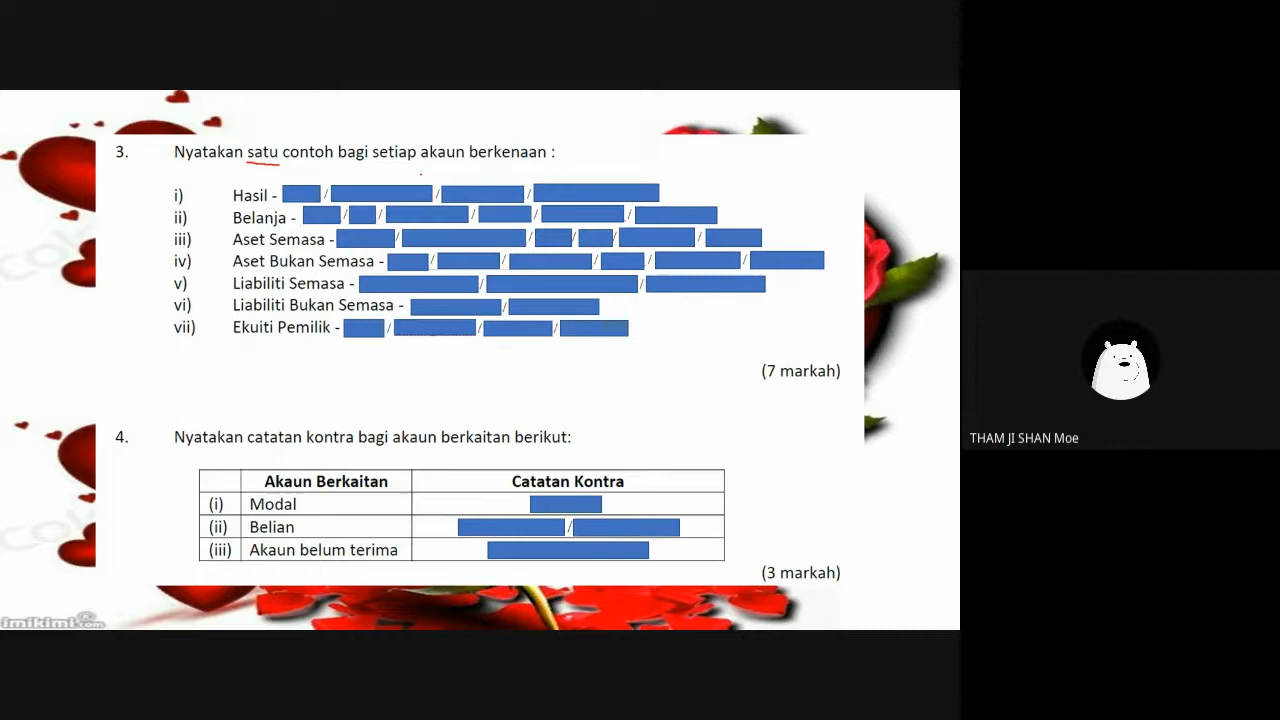 3. Nyatakan satu contoh bagi setiap akaun berkenaan :
i) Hasil - / / /
ii) Belanja - / / / / /
iii) Aset Semasa - / / / / /
iv) Aset Bukan Semasa - / / / / /
v) Liabiliti Semasa - / /
vi) Liabiliti Bukan Semasa - /
vii) Ekuiti Pemilik - / / /
(7 markah)
4. Nyatakan catatan kontra bagi akaun berkaitan berikut:
Akaun Berkaitan Catatan Kontra
(i) Modal
(ii) Belian /
(iii) Akaun belum terima
(3 markah)
THAM JI SHAN Moe
imikimi.com